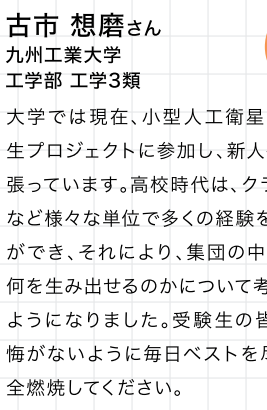 古市 想磨さん
九州工業大学
工学部 工学3類
大学では現在、小型人工衛星
生プロジェクトに参加し、新人
張っています。高校時代は、ク
など様々な単位で多くの経験を
ができ、それにより、集団の中
何を生み出せるのかについて考
ようになりました。受験生の皆
悔がないように毎日ベストを
全燃焼してください。